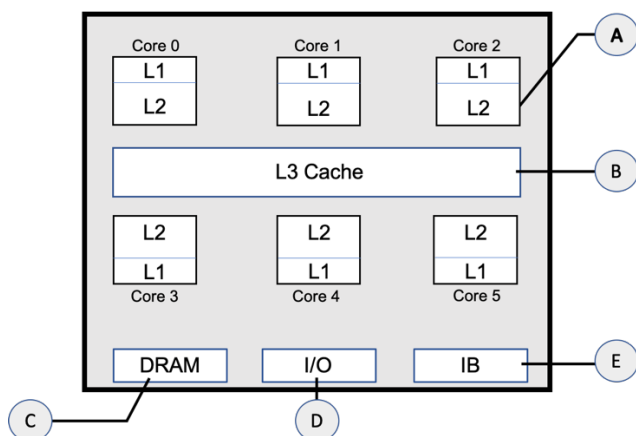 Core 0 Core 1 Core 2 A
L1 L1 L1
L2 L2 L2
L3 Cache B
L2 L2 L2
L1 L1 L1
Core 3 Core 4 Core 5
DRAM I/O IB E
C D